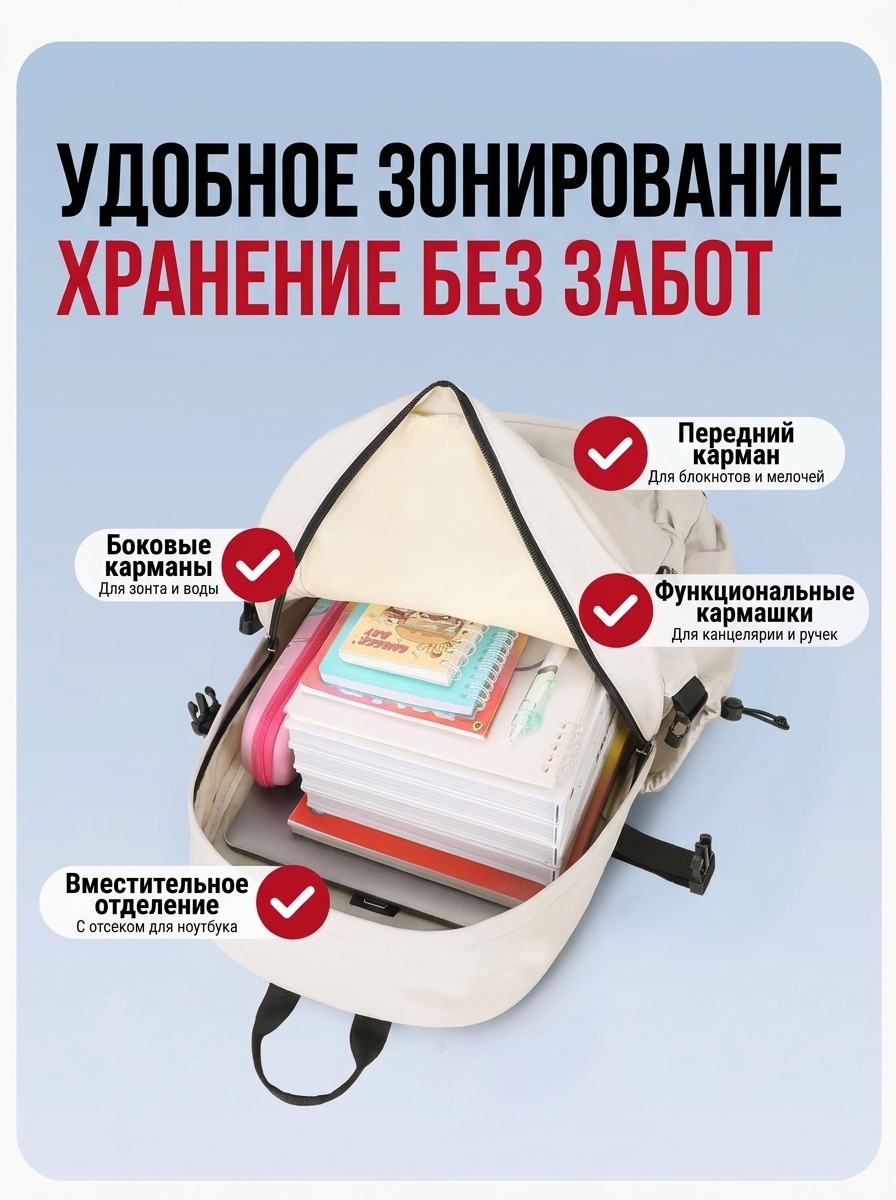 УДОБНОЕ ЗОНИРОВАНИЕ
ХРАНЕНИЕ БЕЗ ЗАБОТ
Передний
карман
Для блокнотов и мелочей
Боковые
карманы
Для зонта и воды
Функциональные
кармашки
Для канцелярии и ручек
Вместительное
отделение
С отсеком для ноутбука